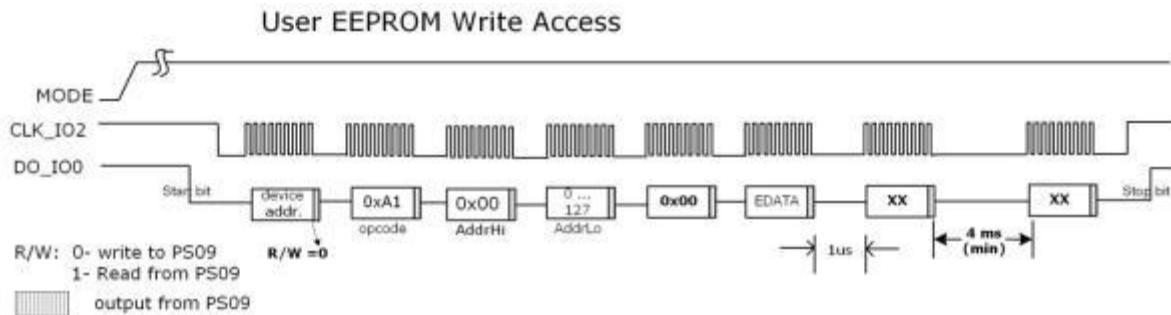 User EEPROM Write Access
MODE
CLK_IO2
DO_IO0
Start bit
device addr.
0xA1
0x00
0 ... 127
0x00
EDATA
XX
XX
Stop bit
opcode
AddrHi
AddrLo
R/W =0
1us
4 ms (min)
R/W: 0- write to PS09
1- Read from PS09
output from PS09